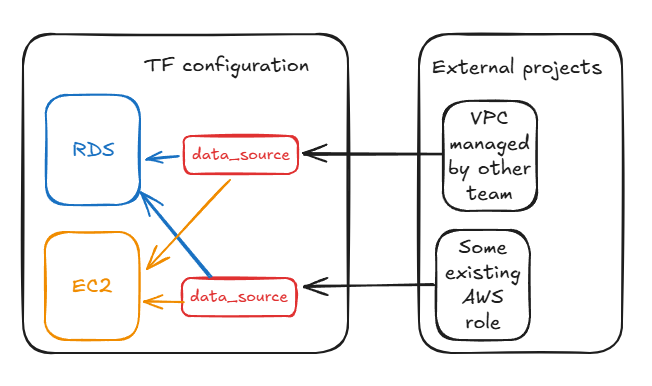 TF configuration
RDS
data_source
EC2
data_source
External projects
VPC
managed
by other
team
Some
existing
AWS
role